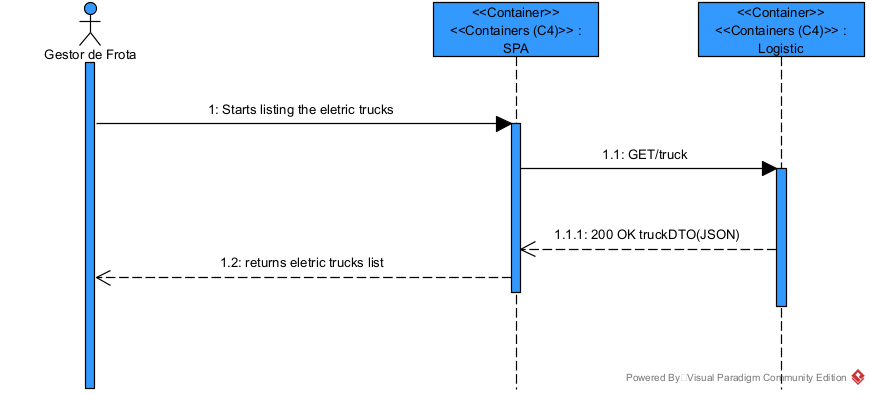 <<Container>>
<<Containers (C4)>> :
SPA
<<Container>>
<<Containers (C4)>> :
Logistic
Gestor de Frota
1: Starts listing the eletric trucks
1.1: GET/truck
1.1.1: 200 OK truckDTO(JSON)
1.2: returns eletric trucks list
Powered By Visual Paradigm Community Edition